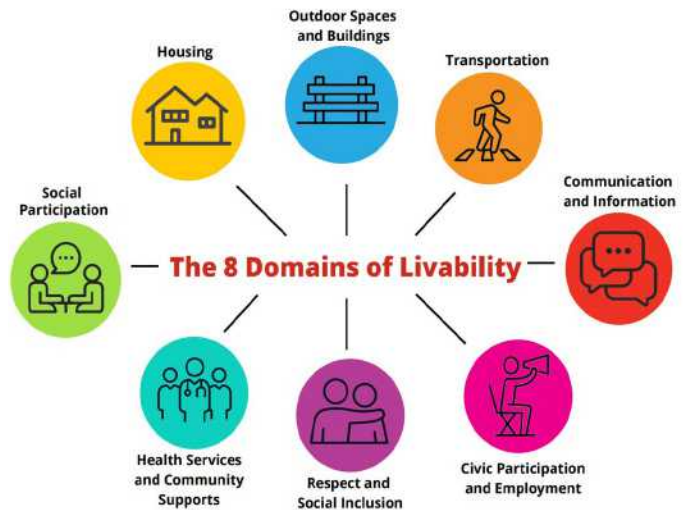 Outdoor Spaces
and Buildings
Housing
Transportation
Social
Participation
Communication
and Information
The 8 Domains of Livability
Health Services
and Community
Supports
Respect and
Social Inclusion
Civic Participation
and Employment